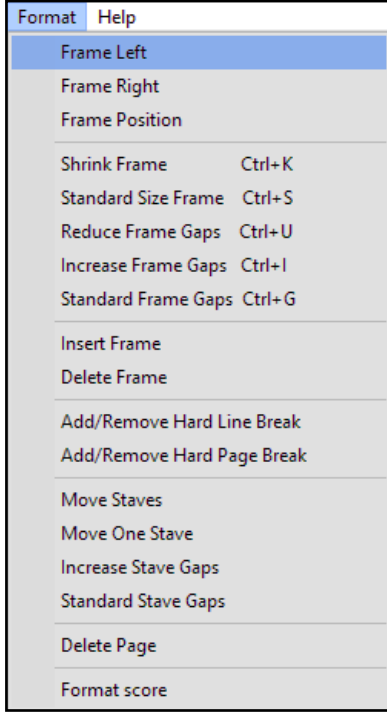 Format Help
Frame Left
Frame Right
Frame Position
Shrink Frame Ctrl+K
Standard Size Frame Ctrl+S
Reduce Frame Gaps Ctrl+U
Increase Frame Gaps Ctrl+I
Standard Frame Gaps Ctrl+G
Insert Frame
Delete Frame
Add/Remove Hard Line Break
Add/Remove Hard Page Break
Move Staves
Move One Stave
Increase Stave Gaps
Standard Stave Gaps
Delete Page
Format score